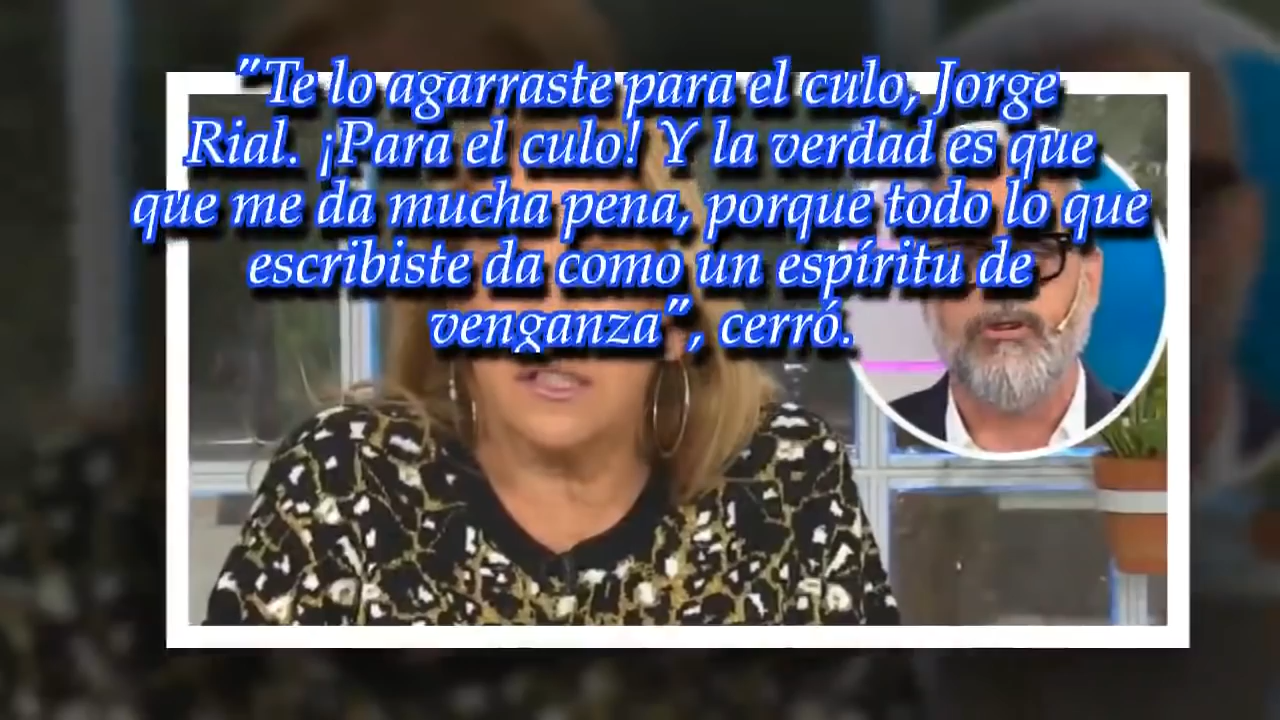 "Te lo agarraste para el culo, Jorge
Rial. ¡Para el culo! Y la verdad es que
que me da mucha pena, porque todo lo que
escribiste da como un espíritu de
venganza", cerró.